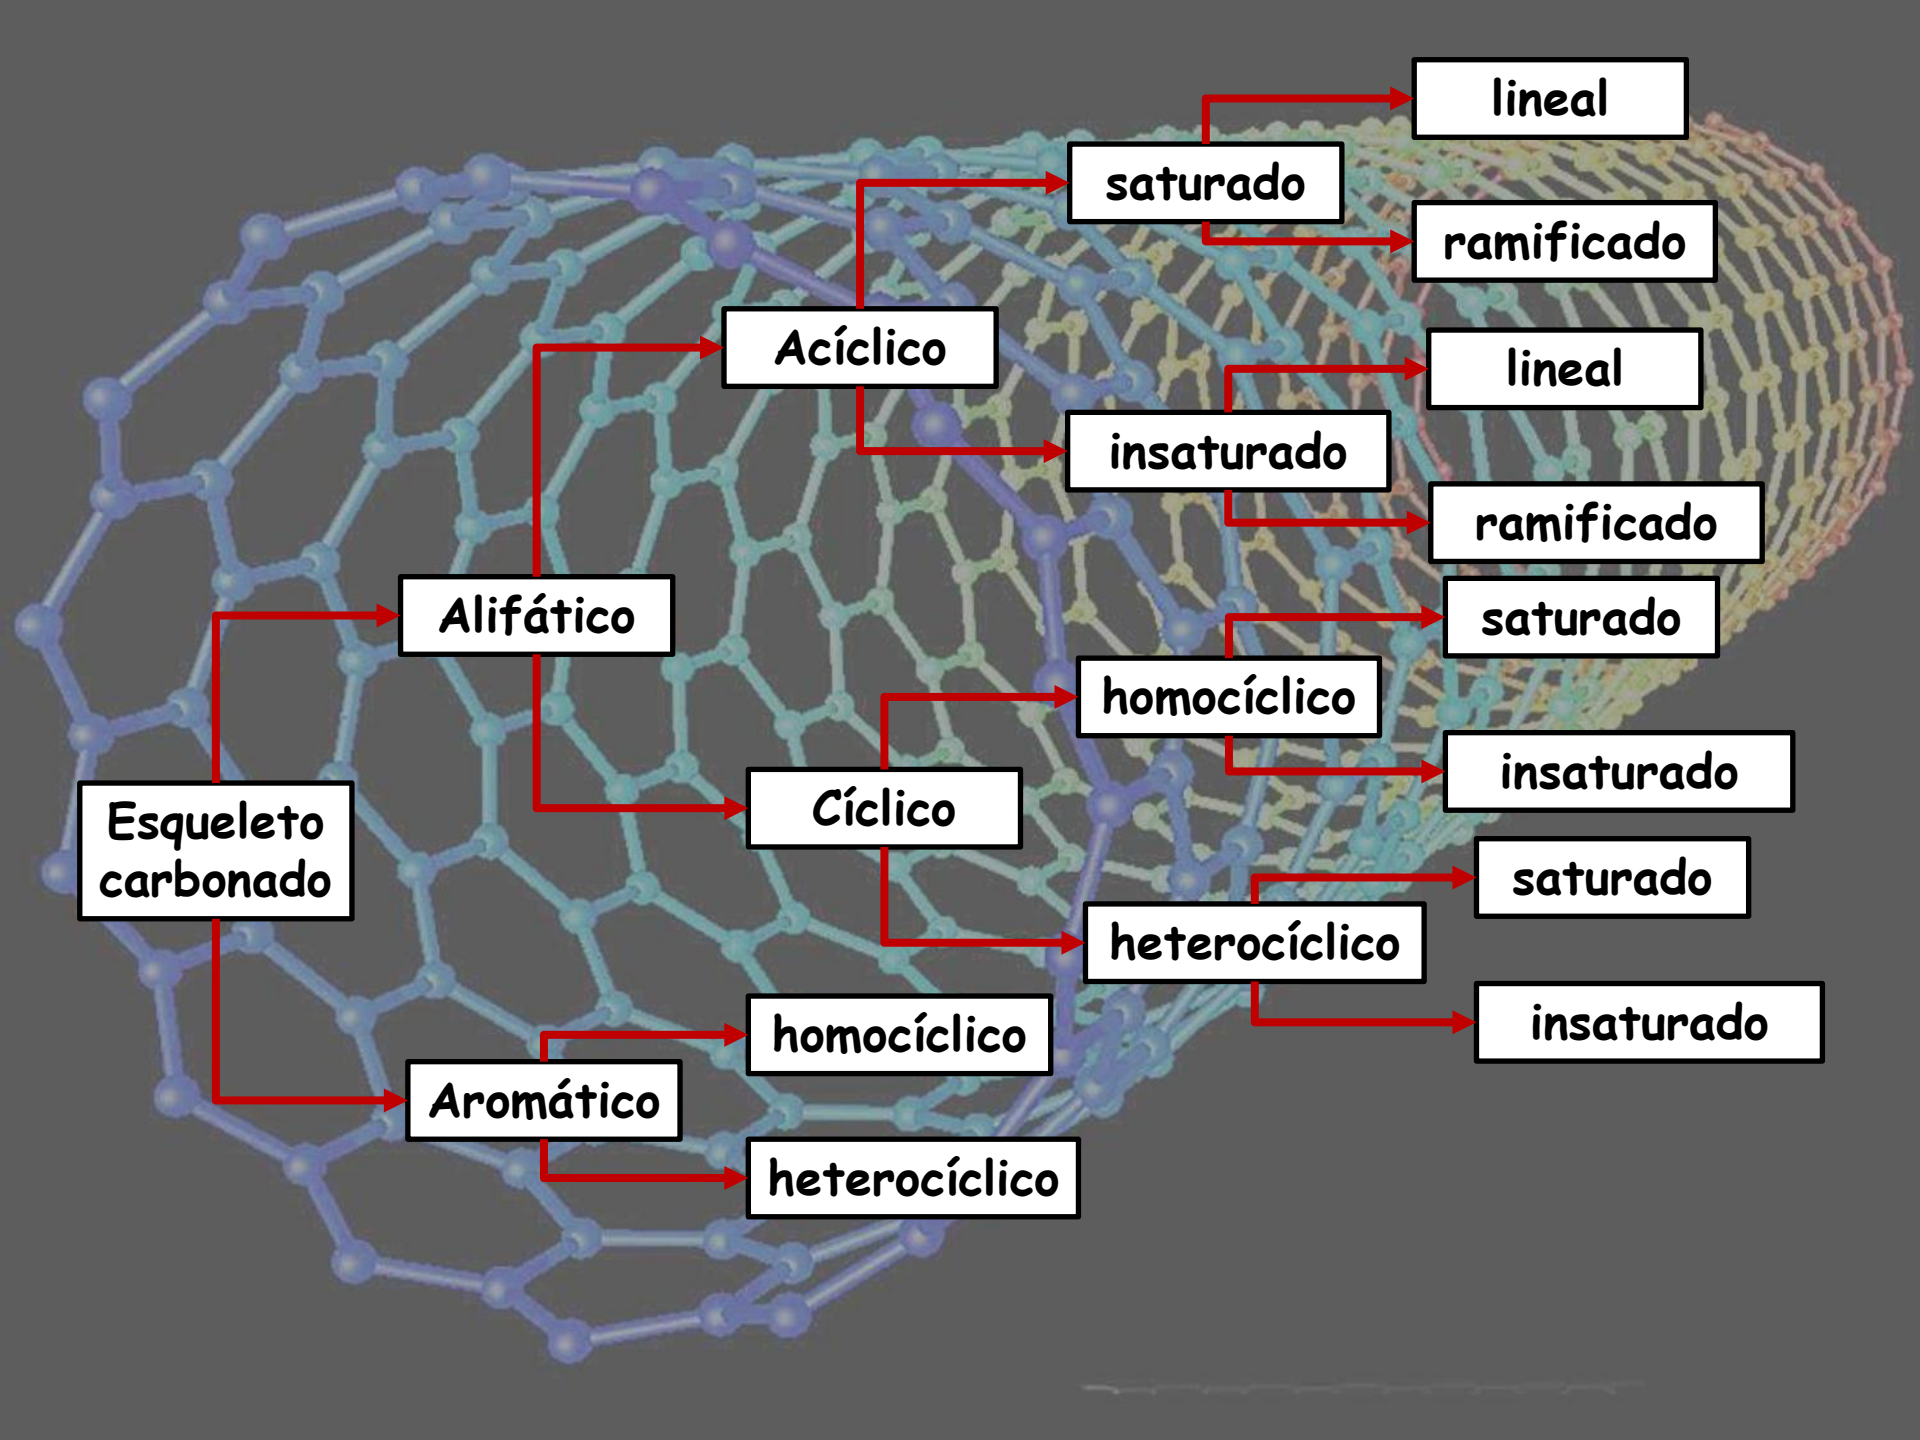 lineal
saturado
ramificado
Acíclico
lineal
insaturado
ramificado
Alifático
saturado
homocíclico
insaturado
Cíclico
Esqueleto
carbonado
saturado
heterocíclico
insaturado
homocíclico
Aromático
heterocíclico